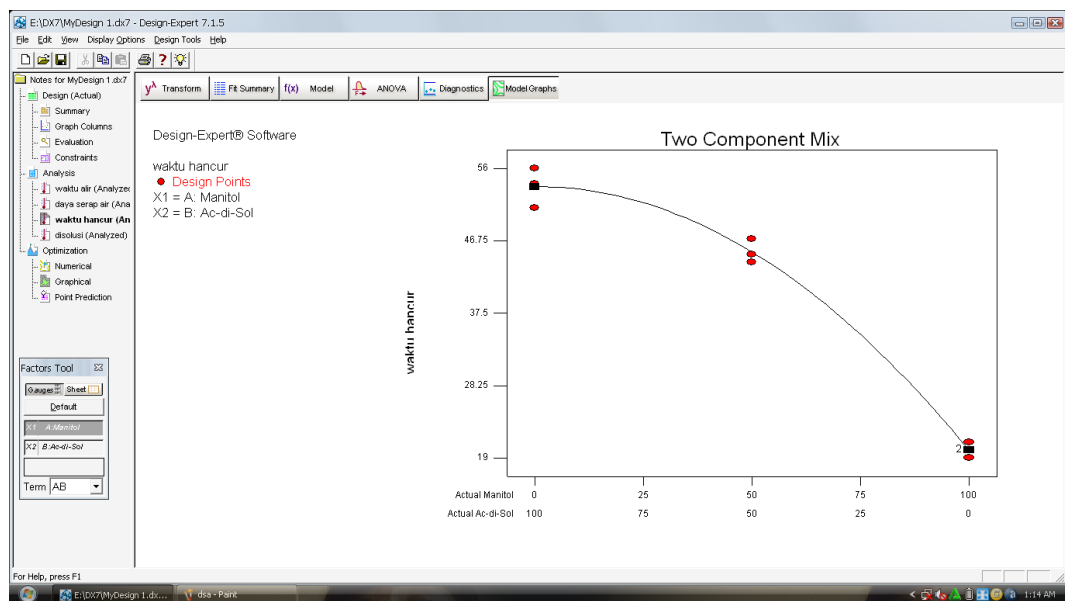 E:\DX7\MyDesign 1.dx7 - Design-Expert 7.1.5
File Edit View Display Options Design Tools Help
Notes for MyDesign 1.dx7
Design (Actual)
Summary
Graph Columns
Evaluation
Constraints
Analysis
waktu alir (Analyzed
daya serap air (Ana
waktu hancur (An
disolusi (Analyzed)
Optimization
Numerical
Graphical
Point Prediction
yλ Transform Fit Summary f(x) Model ANOVA Diagnostics Model Graphs
Design-Expert® Software
waktu hancur
Design Points
X1 = A: Manitol
X2 = B: Ac-di-Sol
Two Component Mix
waktu hancur
56
46.75
37.5
28.25
19
2
Actual Manitol 0 25 50 75 100
Actual Ac-di-Sol 100 75 50 25 0
Factors Tool
Gauges Sheet
Default
X1 A:Manitol
X2 B:Ac-di-Sol
Term AB
For Help, press F1
E:\DX7\MyDesign 1.dx... dsa - Paint 1:14 AM